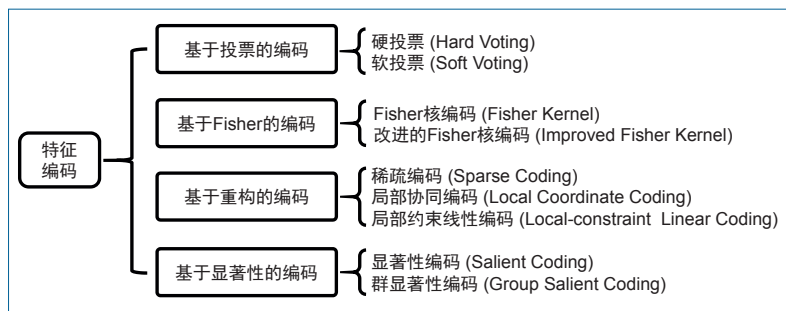 特征
编码
基于投票的编码
硬投票 (Hard Voting)
软投票 (Soft Voting)
基于Fisher的编码
Fisher核编码 (Fisher Kernel)
改进的Fisher核编码 (Improved Fisher Kernel)
基于重构的编码
稀疏编码 (Sparse Coding)
局部协同编码 (Local Coordinate Coding)
局部约束线性编码 (Local-constraint Linear Coding)
基于显著性的编码
显著性编码 (Salient Coding)
群显著性编码 (Group Salient Coding)